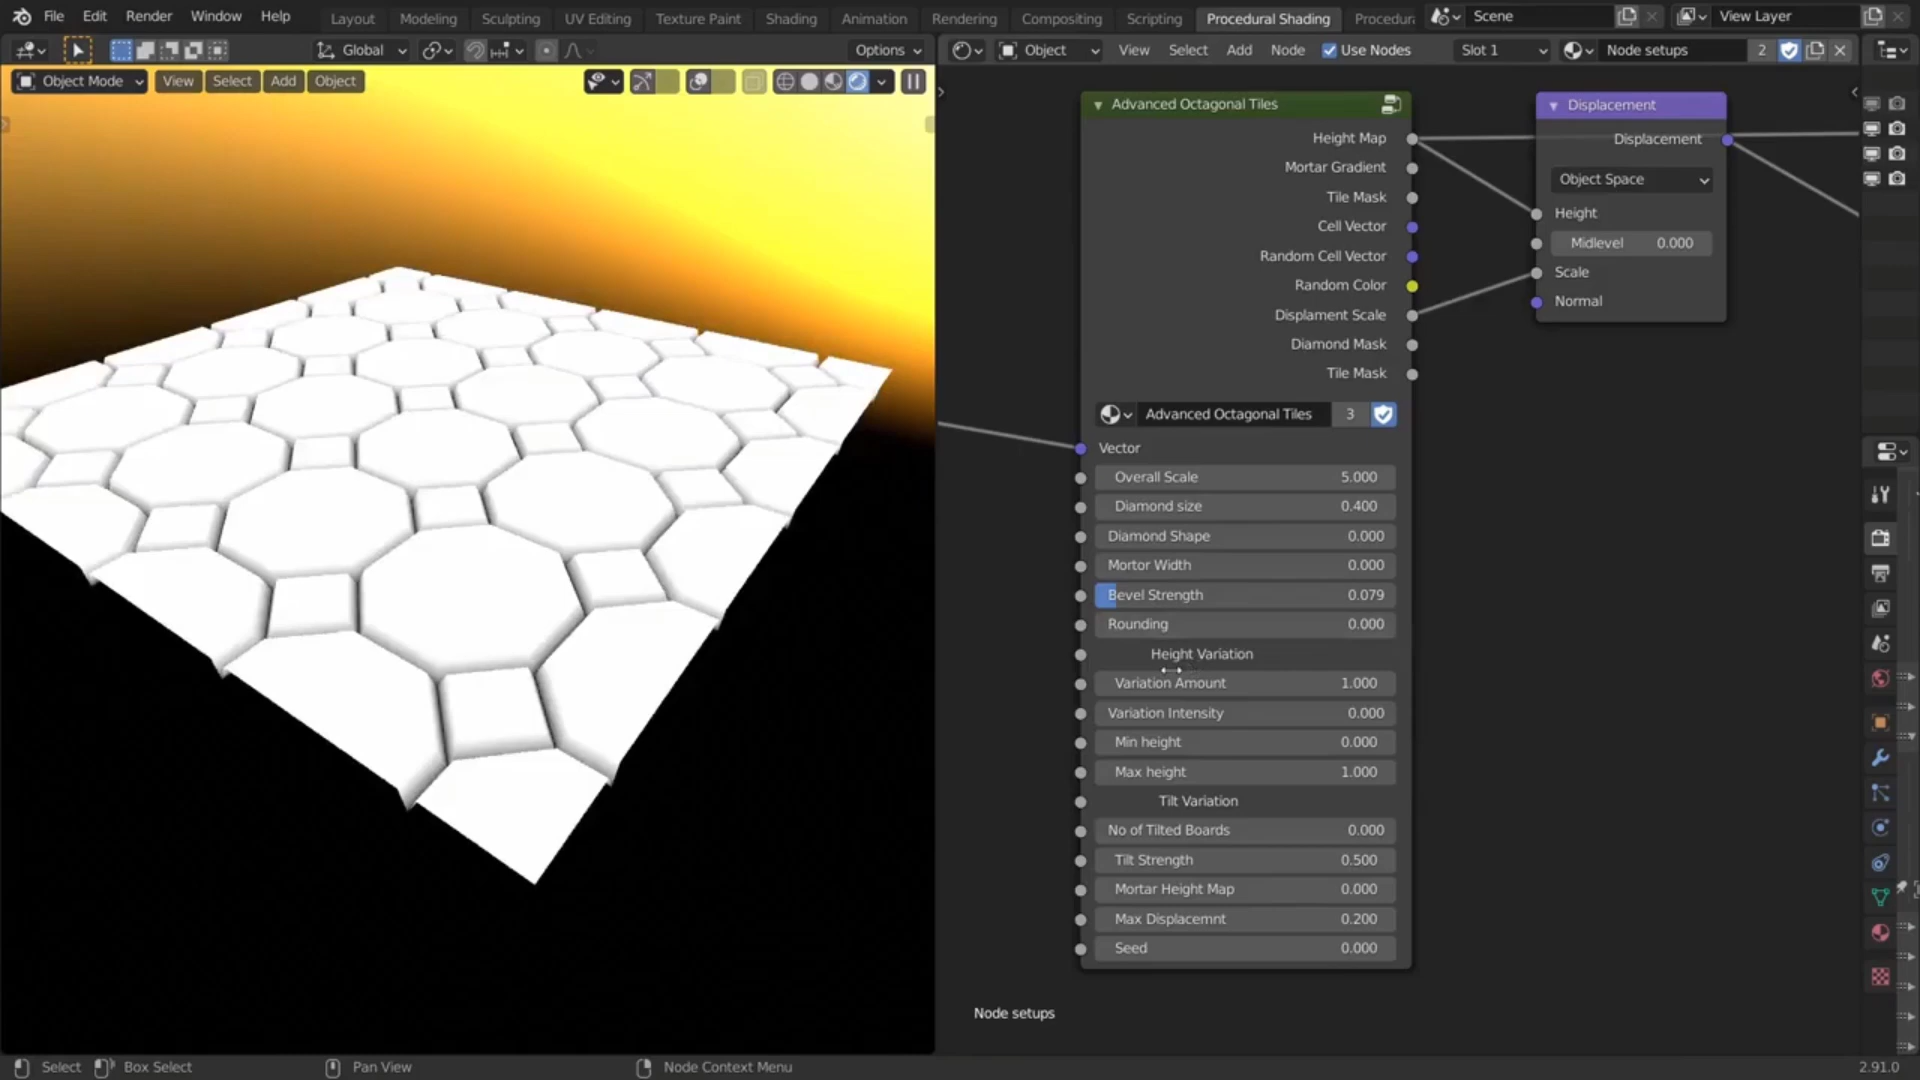 File Edit Render Window Help
Layout Modeling Sculpting UV Editing Texture Paint Shading Animation Rendering Compositing Scripting Procedural Shading Procedura
Scene
View Layer
Global
Options
Object
View Select Add Node
Use Nodes
Slot 1
Node setups
2
Object Mode
View Select Add Object
Advanced Octagonal Tiles
Height Map
Mortar Gradient
Tile Mask
Cell Vector
Random Cell Vector
Random Color
Displament Scale
Diamond Mask
Tile Mask
Advanced Octagonal Tiles 3
Vector
Overall Scale 5.000
Diamond size 0.400
Diamond Shape 0.000
Mortor Width 0.000
Bevel Strength 0.079
Rounding 0.000
Height Variation
Variation Amount 1.000
Variation Intensity 0.000
Min height 0.000
Max height 1.000
Tilt Variation
No of Tilted Boards 0.000
Tilt Strength 0.500
Mortar Height Map 0.000
Max Displacemnt 0.200
Seed 0.000
Displacement
Displacement
Object Space
Height
Midlevel 0.000
Scale
Normal
Node setups
Select Box Select Pan View Node Context Menu 2.91.0